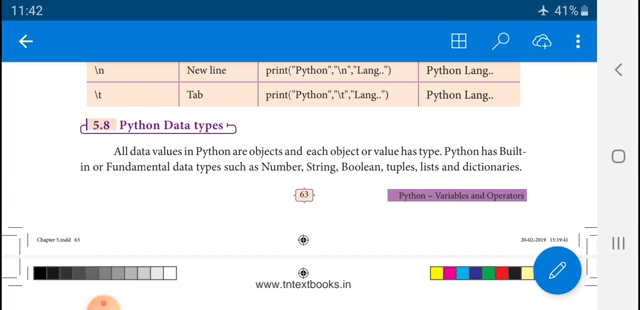 11:42
41%
\n New line print("Python","\n","Lang..") Python Lang..
\t Tab print("Python","\t","Lang..") Python Lang..
5.8 Python Data types
All data values in Python are objects and each object or value has type. Python has Built-
in or Fundamental data types such as Number, String, Boolean, tuples, lists and dictionaries.
63
Python – Variables and Operators
Chapter 5.indd 63
20-02-2019 15:19:41
www.tntextbooks.in